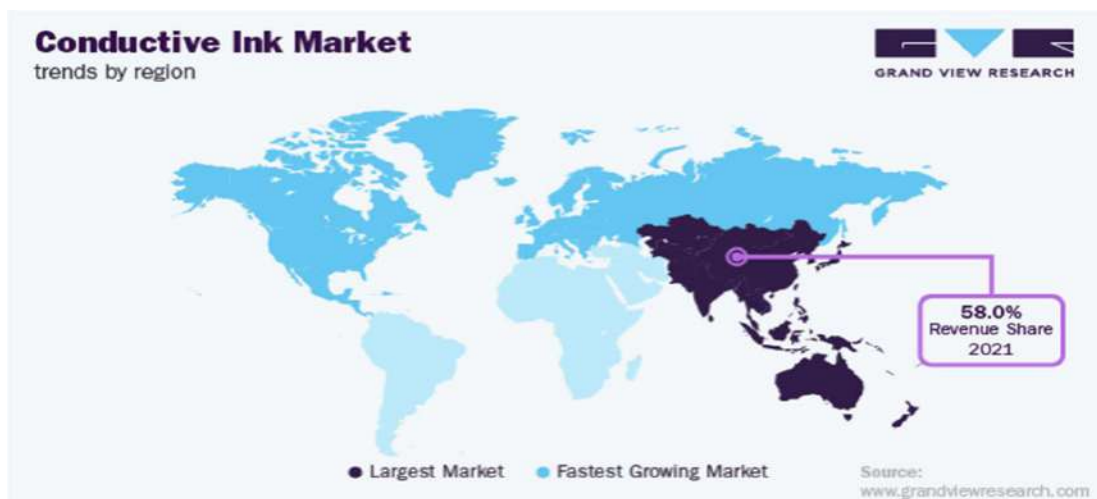 Conductive Ink Market
trends by region
GRAND VIEW RESEARCH
58.0%
Revenue Share
2021
Largest Market
Fastest Growing Market
Source:
www.grandviewresearch.com